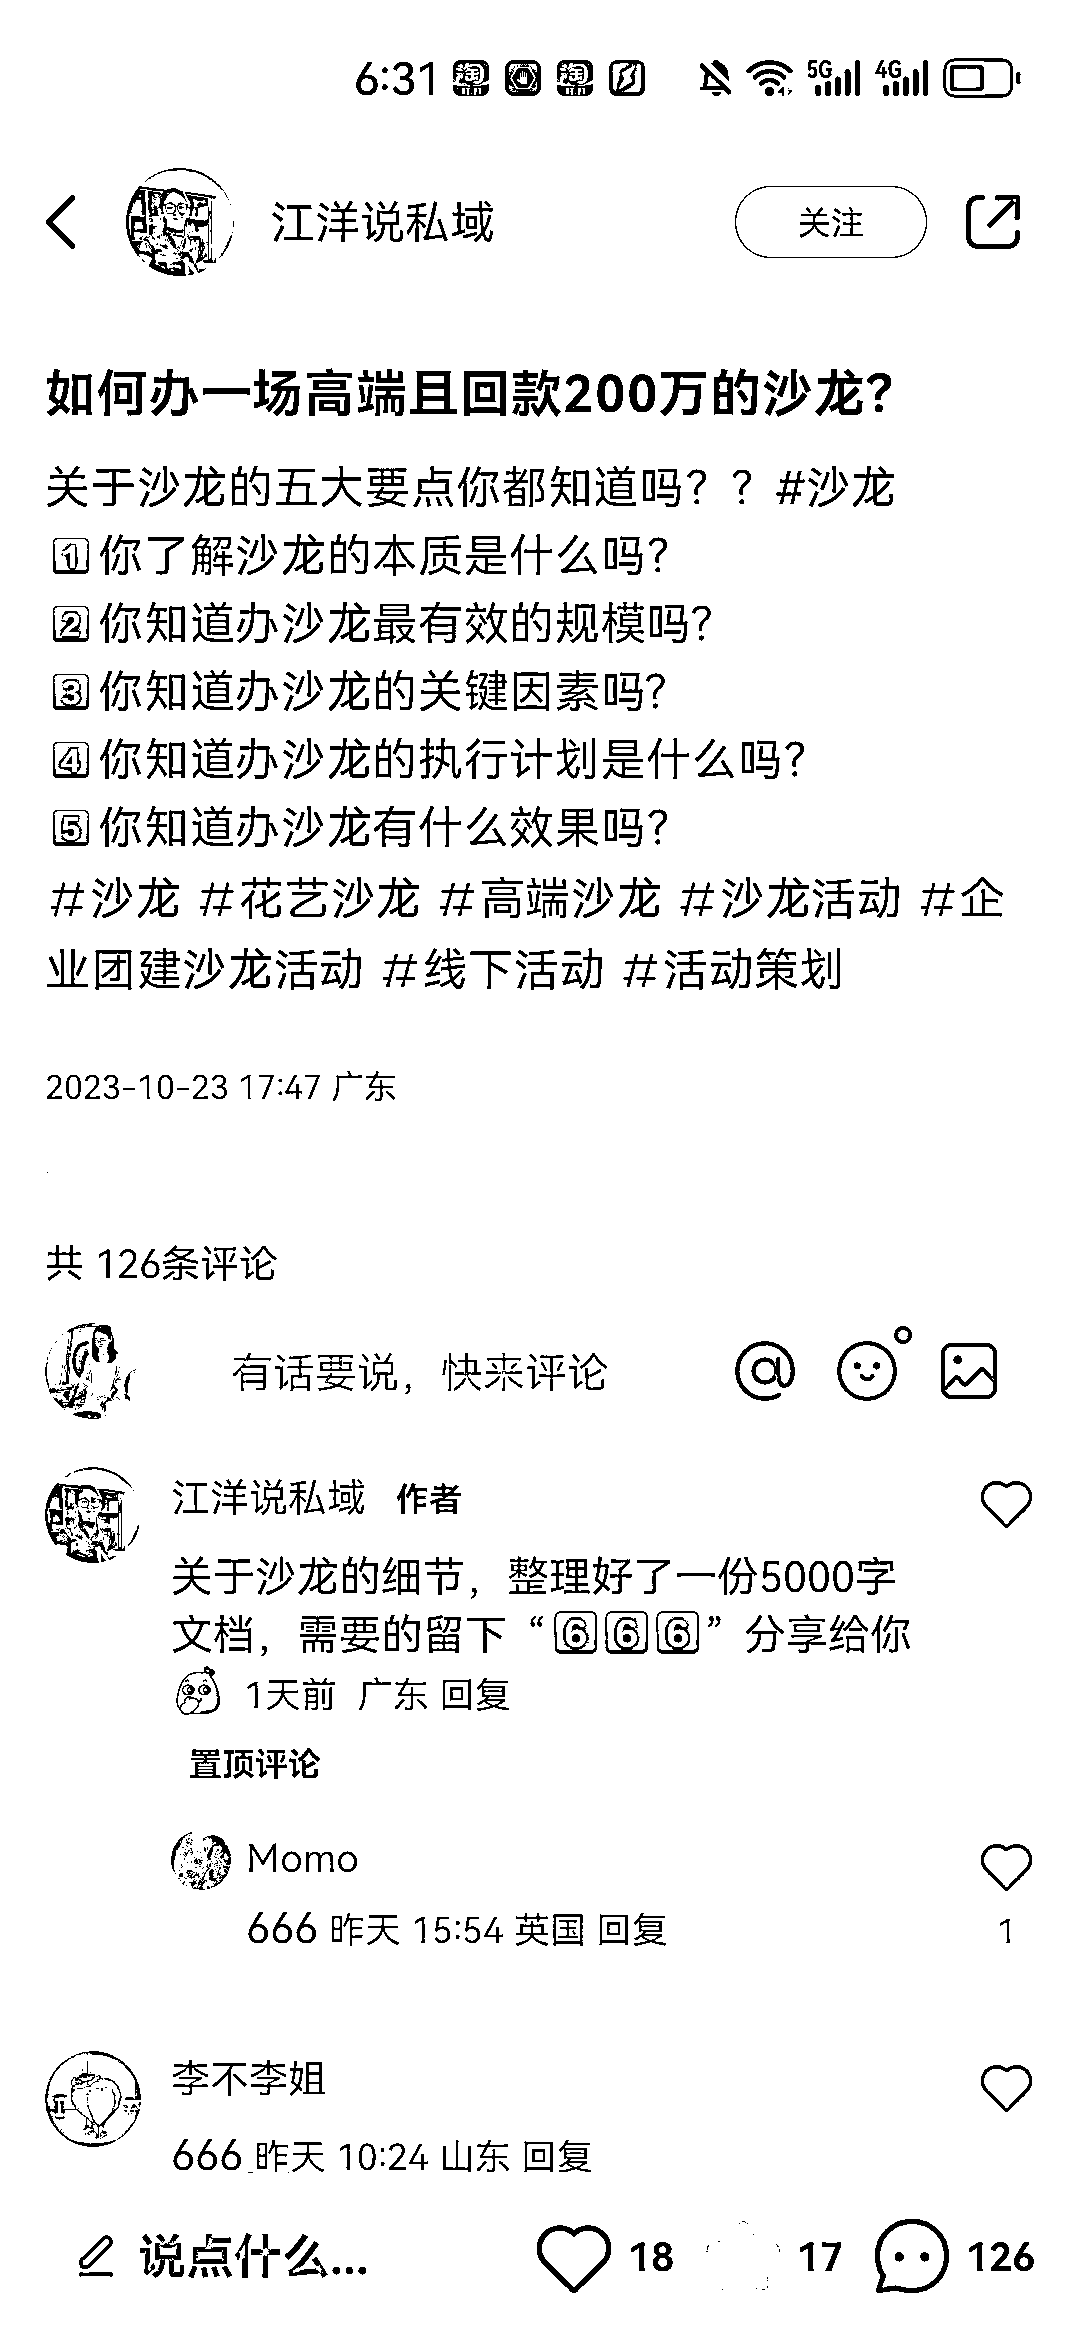 6:31 5G 4G
江洋说私域 关注
如何办一场高端且回款200万的沙龙?
关于沙龙的五大要点你都知道吗？？#沙龙
1️⃣你了解沙龙的本质是什么吗?
2️⃣你知道办沙龙最有效的规模吗?
3️⃣你知道办沙龙的关键因素吗?
4️⃣你知道办沙龙的执行计划是什么吗?
5️⃣你知道办沙龙有什么效果吗?
#沙龙 #花艺沙龙 #高端沙龙 #沙龙活动 #企
业团建沙龙活动 #线下活动 #活动策划
2023-10-23 17:47 广东
共 126条评论
有话要说，快来评论
江洋说私域 作者
关于沙龙的细节，整理好了一份5000字
文档，需要的留下“6️⃣6️⃣6️⃣”分享给你
1天前 广东 回复
置顶评论
Momo
666 昨天 15:54 英国 回复 1
李不李姐
666 昨天 10:24 山东 回复
说点什么... 18 17 126